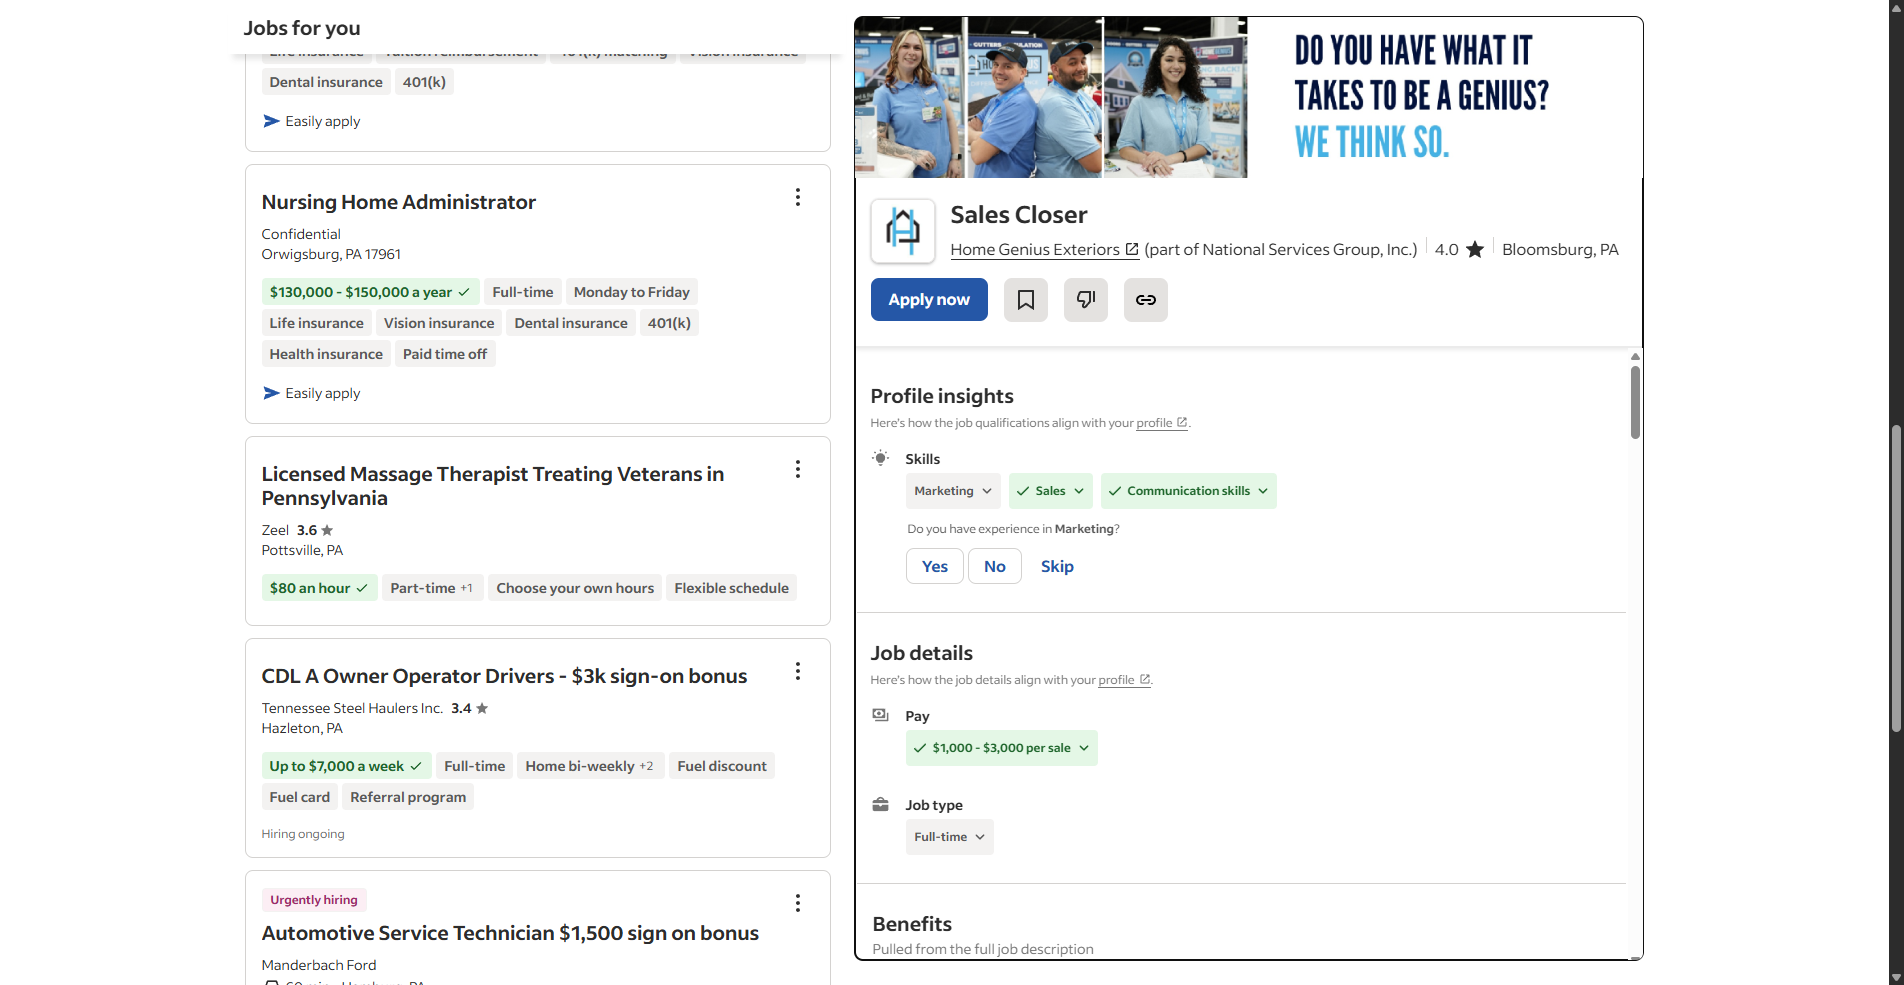 Jobs for you
Life insurance Tuition reimbursement 401(k) matching Vision insurance
Dental insurance 401(k)
Easily apply
Nursing Home Administrator
Confidential
Orwigsburg, PA 17961
$130,000 - $150,000 a year Full-time Monday to Friday
Life insurance Vision insurance Dental insurance 401(k)
Health insurance Paid time off
Easily apply
Licensed Massage Therapist Treating Veterans in
Pennsylvania
Zeel 3.6
Pottsville, PA
$80 an hour Part-time +1 Choose your own hours Flexible schedule
CDL A Owner Operator Drivers - $3k sign-on bonus
Tennessee Steel Haulers Inc. 3.4
Hazleton, PA
Up to $7,000 a week Full-time Home bi-weekly +2 Fuel discount
Fuel card Referral program
Hiring ongoing
Urgently hiring
Automotive Service Technician $1,500 sign on bonus
Manderbach Ford
DO YOU HAVE WHAT IT
TAKES TO BE A GENIUS?
WE THINK SO.
Sales Closer
Home Genius Exteriors (part of National Services Group, Inc.) 4.0 Bloomsburg, PA
Apply now
Profile insights
Here's how the job qualifications align with your profile.
Skills
Marketing Sales Communication skills
Do you have experience in Marketing?
Yes No Skip
Job details
Here's how the job details align with your profile.
Pay
$1,000 - $3,000 per sale
Job type
Full-time
Benefits
Pulled from the full job description